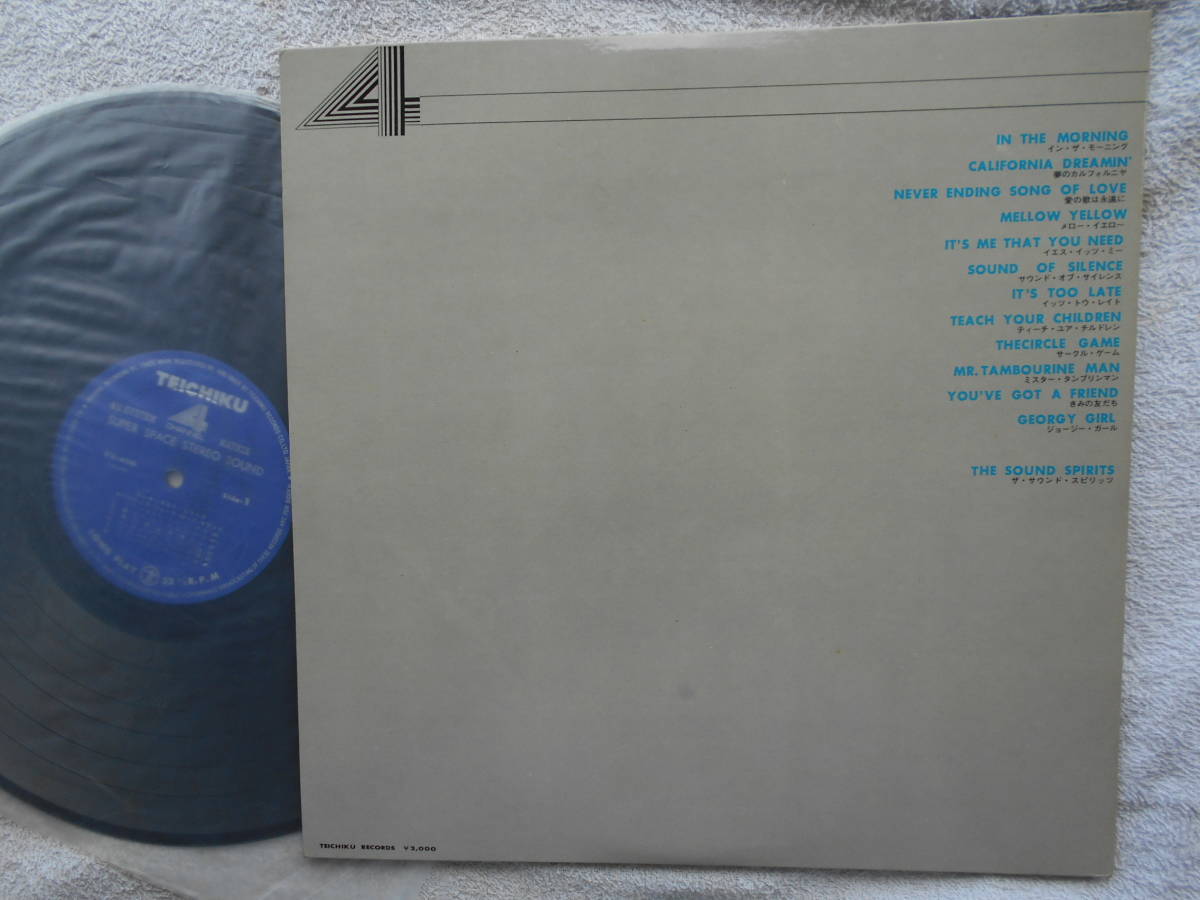 4
IN THE MORNING
イン・ザ・モーニング
CALIFORNIA DREAMIN'
夢のカルフォルニヤ
NEVER ENDING SONG OF LOVE
愛の歌は永遠に
MELLOW YELLOW
メロー・イエロー
IT'S ME THAT YOU NEED
イエス・イッツ・ミー
SOUND OF SILENCE
サウンド・オブ・サイレンス
IT'S TOO LATE
イッツ・トウ・レイト
TEACH YOUR CHILDREN
ティーチ・ユア・チルドレン
THECIRCLE GAME
サークル・ゲーム
MR. TAMBOURINE MAN
ミスター・タンブリンマン
YOU'VE GOT A FRIEND
きみの友だち
GEORGY GIRL
ジョージー・ガール
THE SOUND SPIRITS
ザ・サウンド・スピリッツ
TEICHIKU RECORDS ¥2,000
TEICHIKU
4
SUPER SPACE STEREO SOUND
LONG PLAY 33 ⅓ R.P.M